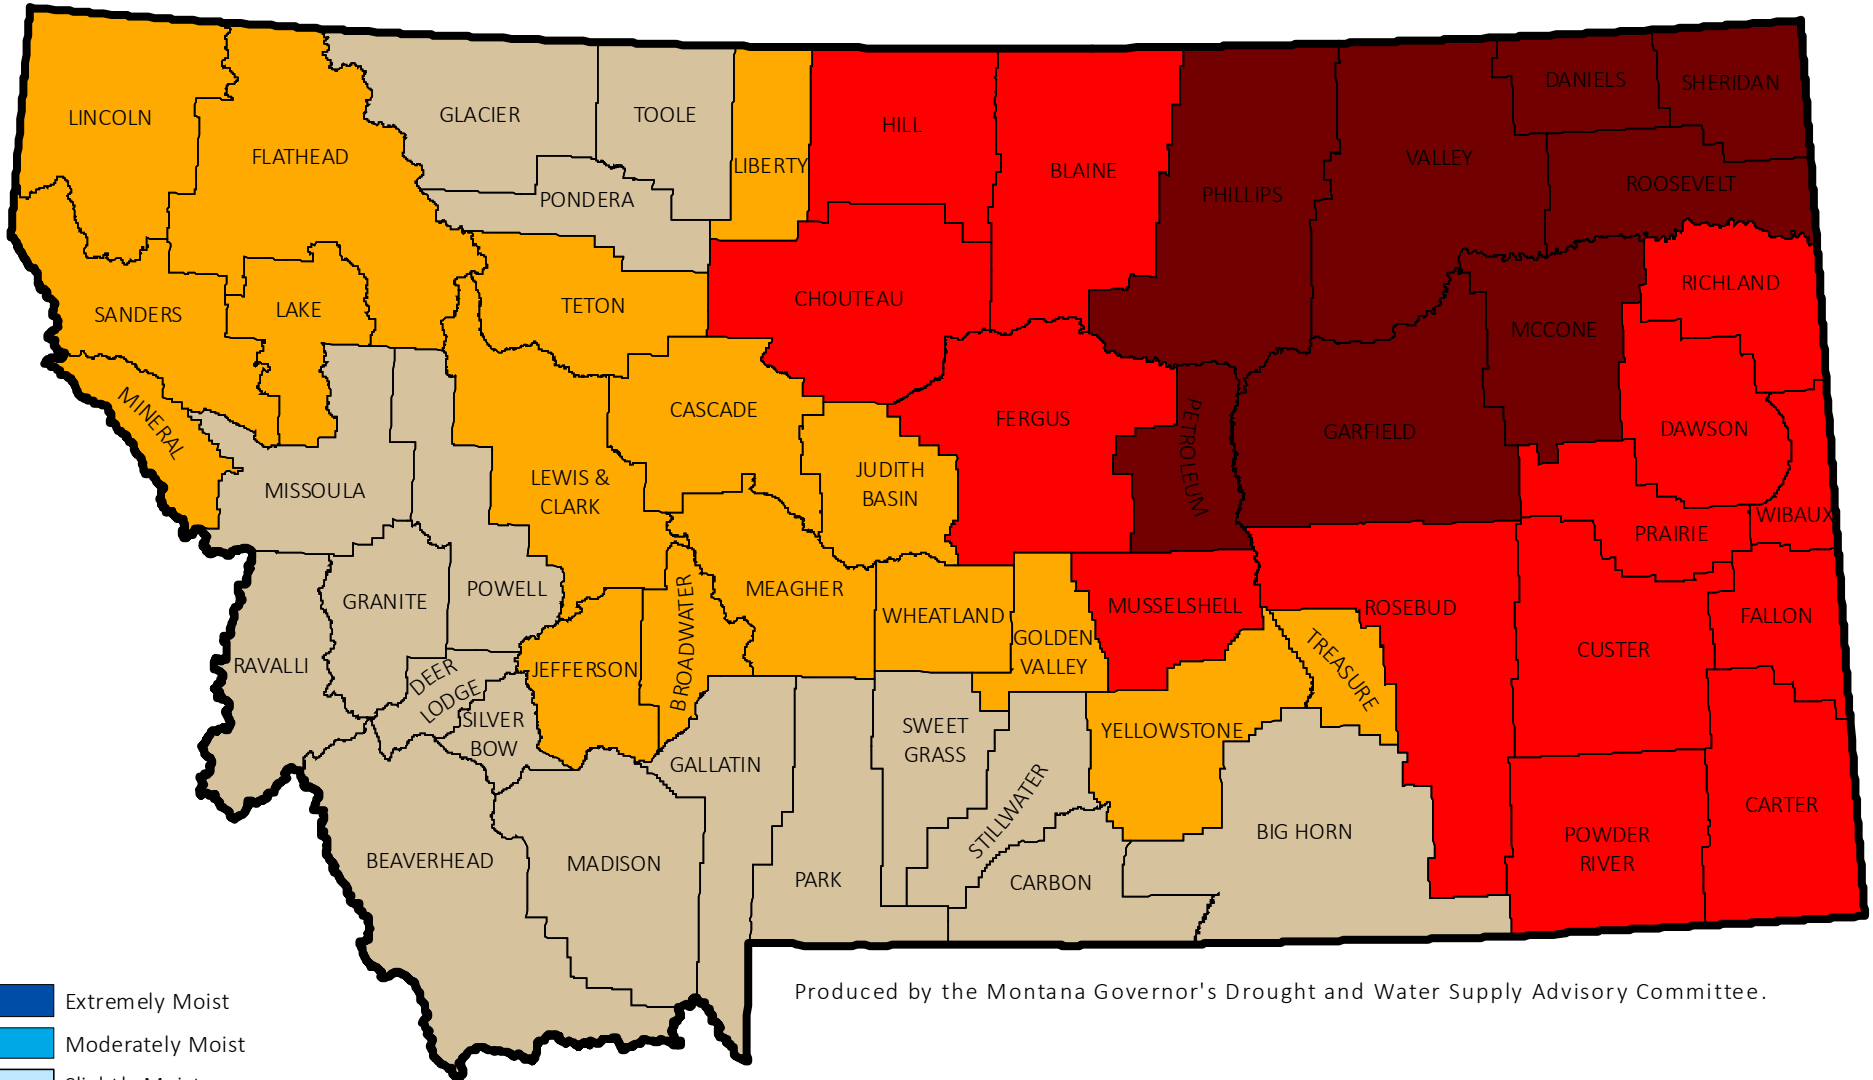 LINCOLN
FLATHEAD
GLACIER
TOOLE
LIBERTY
HILL
BLAINE
PHILLIPS
VALLEY
DANIELS
SHERIDAN
ROOSEVELT
PONDERA
SANDERS
LAKE
TETON
CHOUTEAU
RICHLAND
MCCONE
MINERAL
CASCADE
FERGUS
PETROLEUM
GARFIELD
DAWSON
MISSOULA
LEWIS &
CLARK
JUDITH
BASIN
WIBAUX
PRAIRIE
GRANITE
POWELL
BROADWATER
MEAGHER
WHEATLAND
GOLDEN
VALLEY
MUSSELSHELL
TREASURE
ROSEBUD
CUSTER
FALLON
RAVALLI
DEER
LODGE
JEFFERSON
SILVER
BOW
GALLATIN
SWEET
GRASS
STILLWATER
YELLOWSTONE
BEAVERHEAD
MADISON
PARK
CARBON
BIG HORN
POWDER
RIVER
CARTER
Produced by the Montana Governor's Drought and Water Supply Advisory Committee.
Extremely Moist
Moderately Moist
Slightly Moist